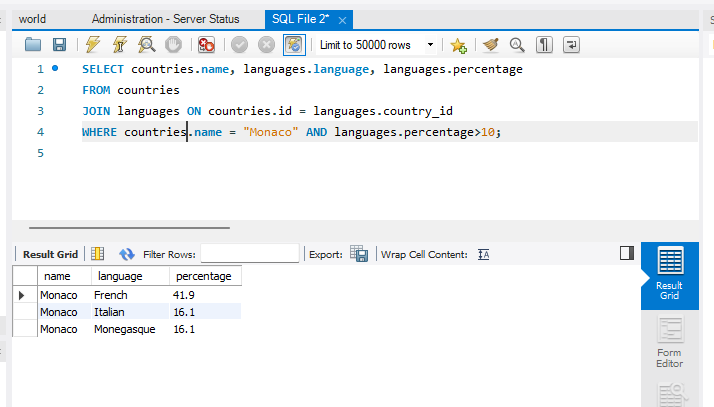 world Administration - Server Status SQL File 2*
Limit to 50000 rows
1 SELECT countries.name, languages.language, languages.percentage
2 FROM countries
3 JOIN languages ON countries.id = languages.country_id
4 WHERE countries.name = "Monaco" AND languages.percentage>10;
5
Result Grid Filter Rows: Export: Wrap Cell Content:
name language percentage
Monaco French 41.9
Monaco Italian 16.1
Monaco Monegasque 16.1
Result
Grid
Form
Editor